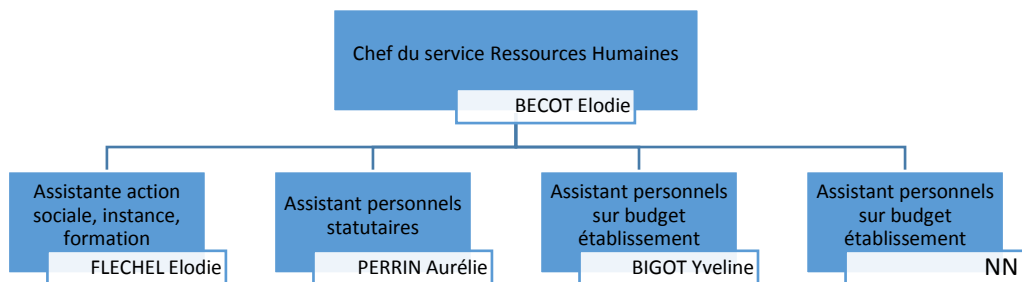 Chef du service Ressources Humaines
BECOT Elodie
Assistante action
sociale, instance,
formation
FLECHEL Elodie
Assistant personnels
statutaires
PERRIN Aurélie
Assistant personnels
sur budget
établissement
BIGOT Yveline
Assistant personnels
sur budget
établissement
NN